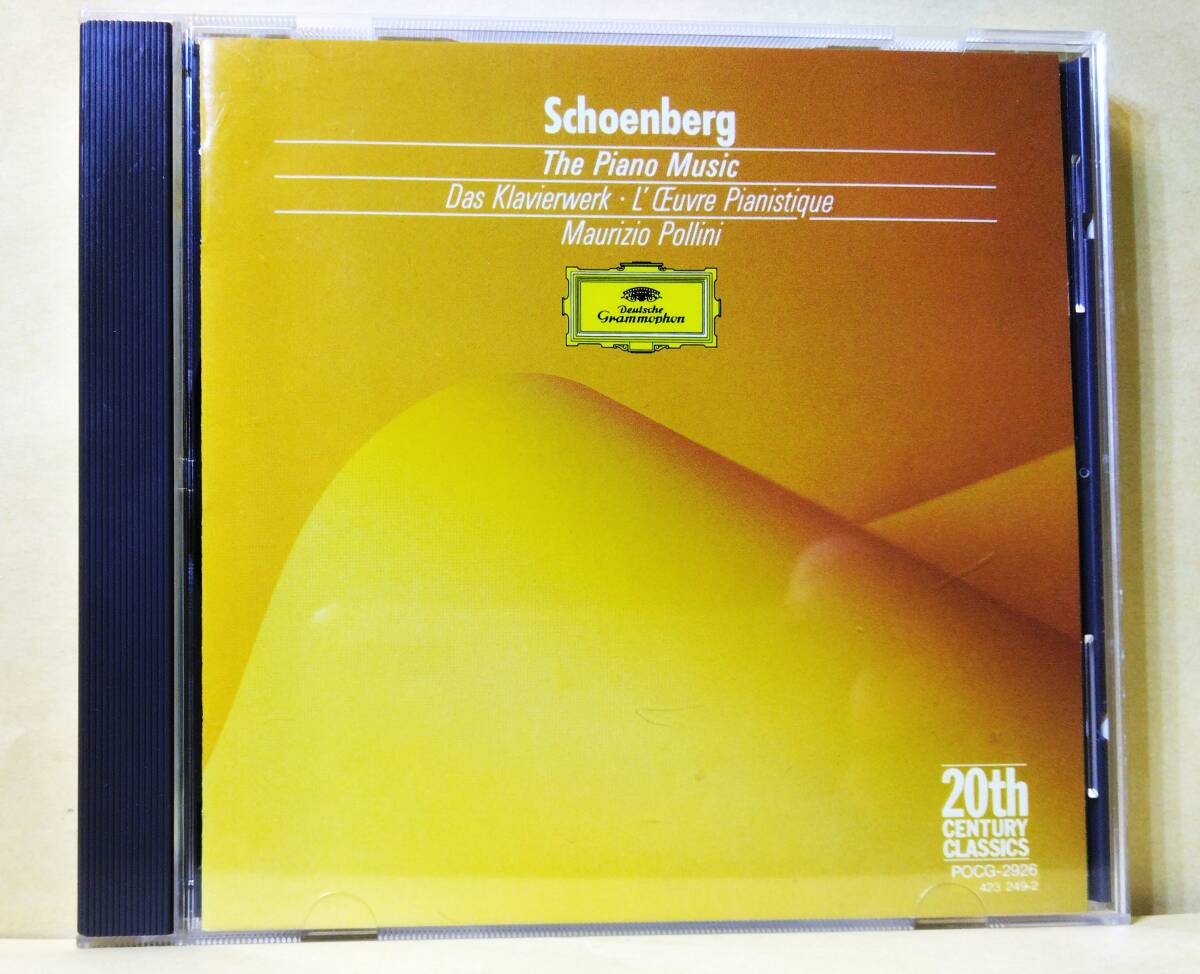 Schoenberg
The Piano Music
Das Klavierwerk · L'Œuvre Pianistique
Maurizio Pollini
Deutsche
Grammophon
20th
CENTURY
CLASSICS
POCG-2926
423 249-2